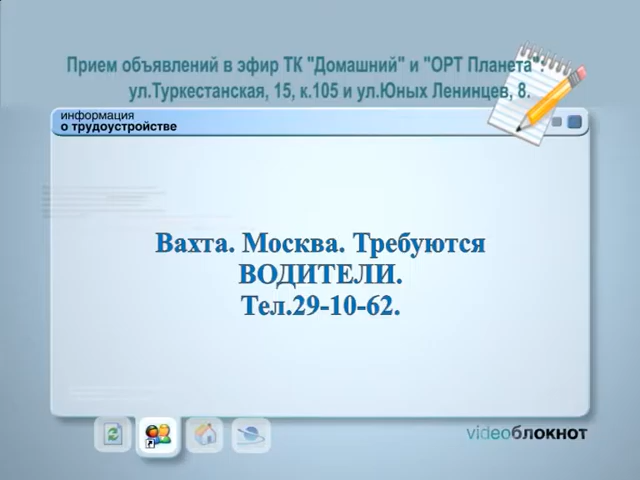 Прием объявлений в эфир ТК "Домашний" и "ОРТ Планета":
ул.Туркестанская, 15, к.105 и ул.Юных Ленинцев, 8.
информация
о трудоустройстве
Вахта. Москва. Требуются
ВОДИТЕЛИ.
Тел.29-10-62.
videoблокнот